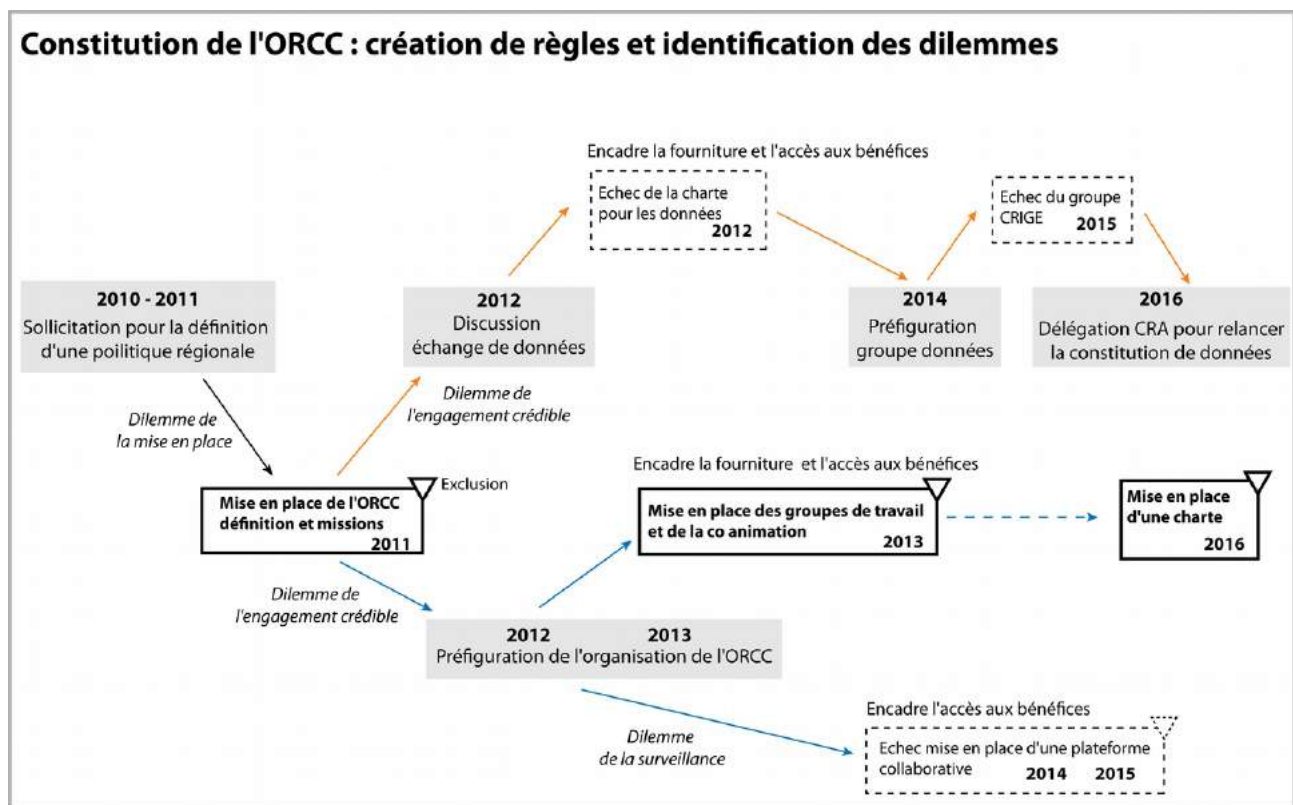 Constitution de l'ORCC : création de règles et identification des dilemmes
Encadre la fourniture et l'accès aux bénéfices
Echec de la charte
pour les données
2012
Echec du groupe
CRIGE
2015
2010 - 2011
Sollicitation pour la définition
d'une poilitique régionale
2012
Discussion
échange de données
2014
Préfiguration
groupe données
2016
Délégation CRA pour relancer
la constitution de données
Dilemme de
la mise en place
Dilemme de
l'engagement crédible
Exclusion
Mise en place de l'ORCC
définition et missions
2011
Encadre la fourniture et l'accès aux bénéfices
Mise en place des groupes de travail
et de la co animation
2013
Mise en place
d'une charte
2016
Dilemme de
l'engagement crédible
2012 2013
Préfiguration de l'organisation de l'ORCC
Dilemme
de la surveillance
Encadre l'accès aux bénéfices
Echec mise en place d'une plateforme
collaborative 2014 2015